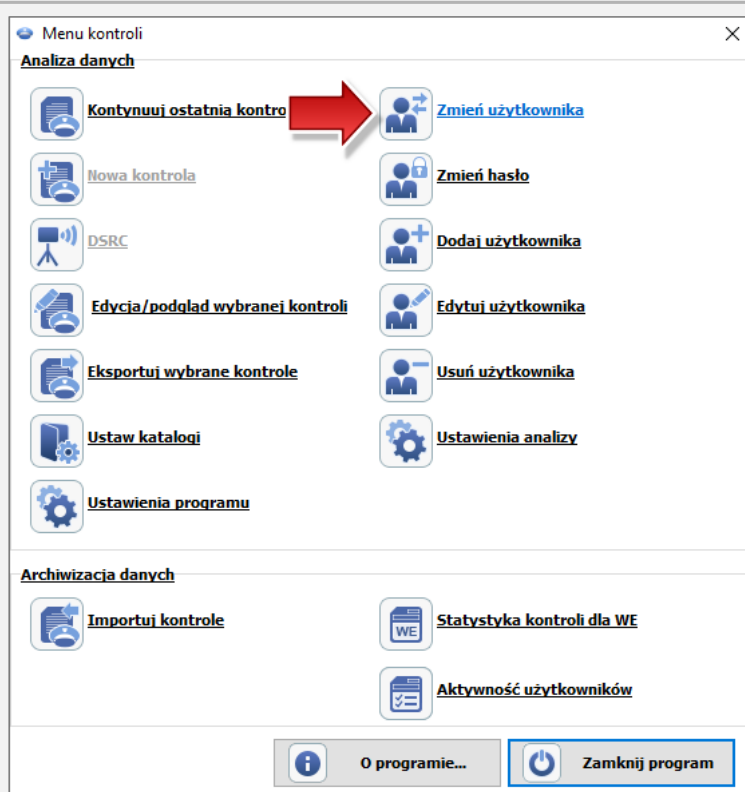 Menu kontroli
Analiza danych
Kontynuuj ostatnią kontro
Zmień użytkownika
Nowa kontrola
Zmień hasło
DSRC
Dodaj użytkownika
Edycja/podgląd wybranej kontroli
Edytuj użytkownika
Eksportuj wybrane kontrole
Usuń użytkownika
Ustaw katalogi
Ustawienia analizy
Ustawienia programu
Archiwizacja danych
Importuj kontrole
WE
Statystyka kontroli dla WE
Aktywność użytkowników
O programie...
Zamknij program